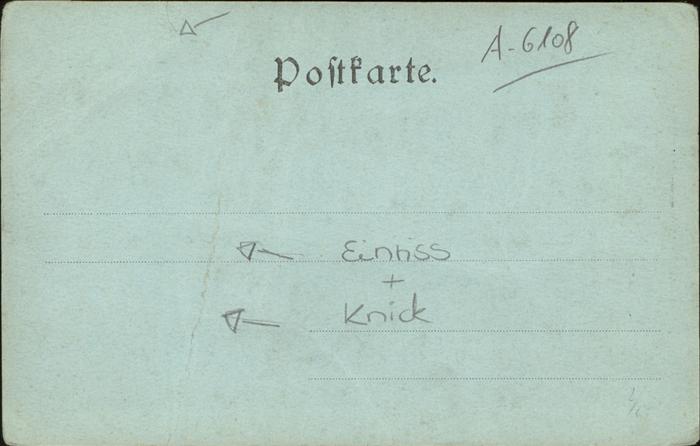 A-6108
Postkarte.
Einriss
+
Knick